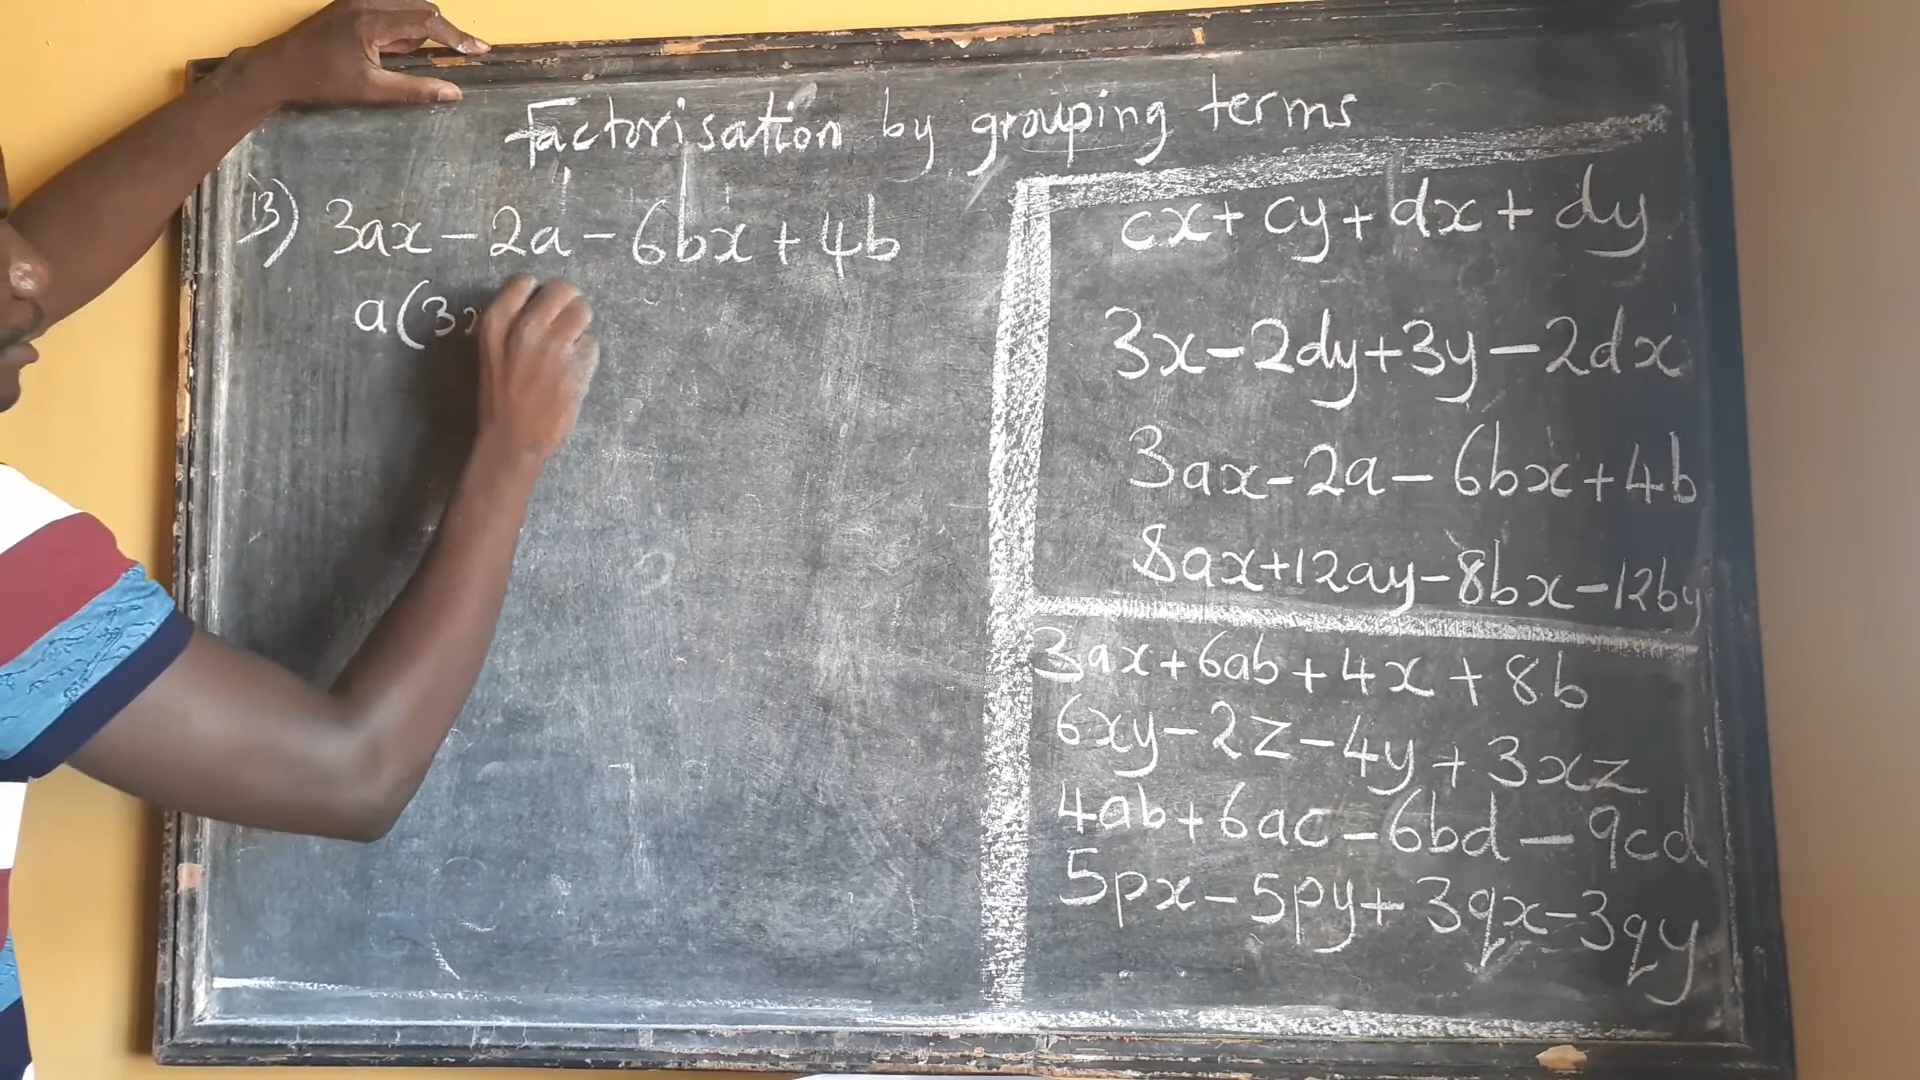 Factorisation by grouping terms
13) 3ax - 2a - 6bx + 4b
a(3x
cx + cy + dx + dy
3x - 2dy + 3y - 2dx
3ax - 2a - 6bx + 4b
8ax + 12ay - 8bx - 12by
3ax + 6ab + 4x + 8b
6xy - 2z - 4y + 3xz
4ab + 6ac - 6bd - 9cd
5px - 5py + 3qx - 3qy